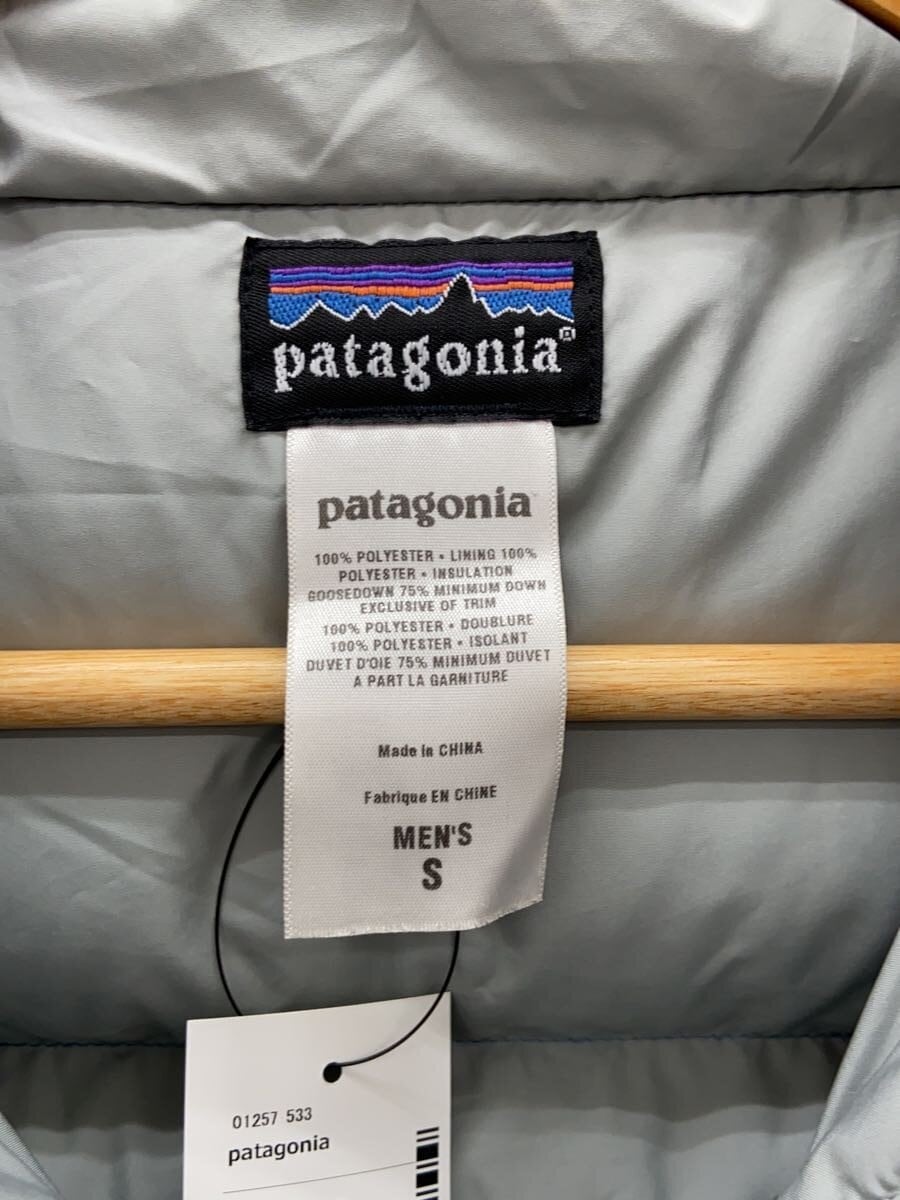 patagonia®
patagonia
100% POLYESTER • LINING 100%
POLYESTER • INSULATION
GOOSEDOWN 75% MINIMUM DOWN
EXCLUSIVE OF TRIM
100% POLYESTER • DOUBLURE
100% POLYESTER • ISOLANT
DUVET D'OIE 75% MINIMUM DUVET
A PART LA GARNITURE
Made in CHINA
Fabrique EN CHINE
MEN'S
S
01257 533
patagonia